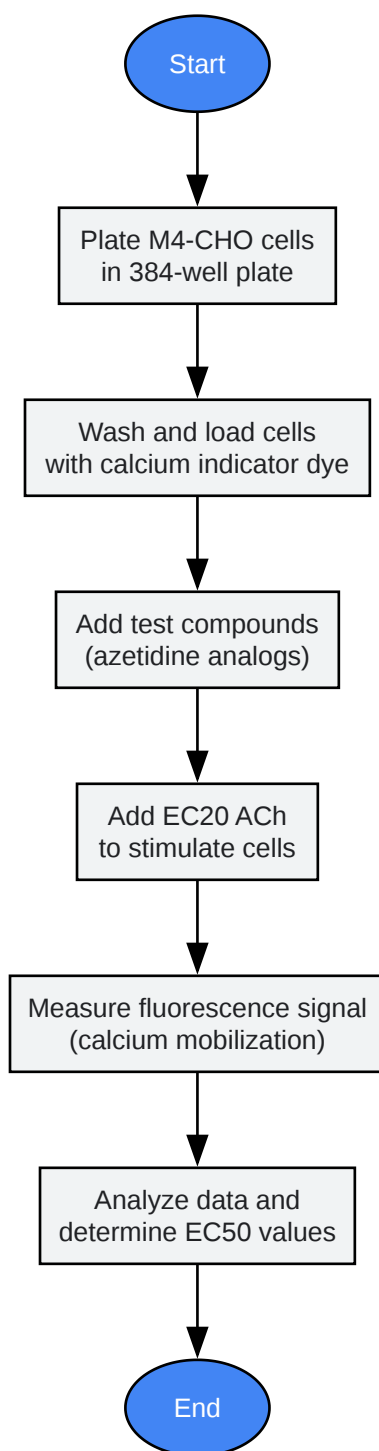 Start
Plate M4-CHO cells
in 384-well plate
Wash and load cells
with calcium indicator dye
Add test compounds
(azetidine analogs)
Add EC20 ACh
to stimulate cells
Measure fluorescence signal
(calcium mobilization)
Analyze data and
determine EC50 values
End